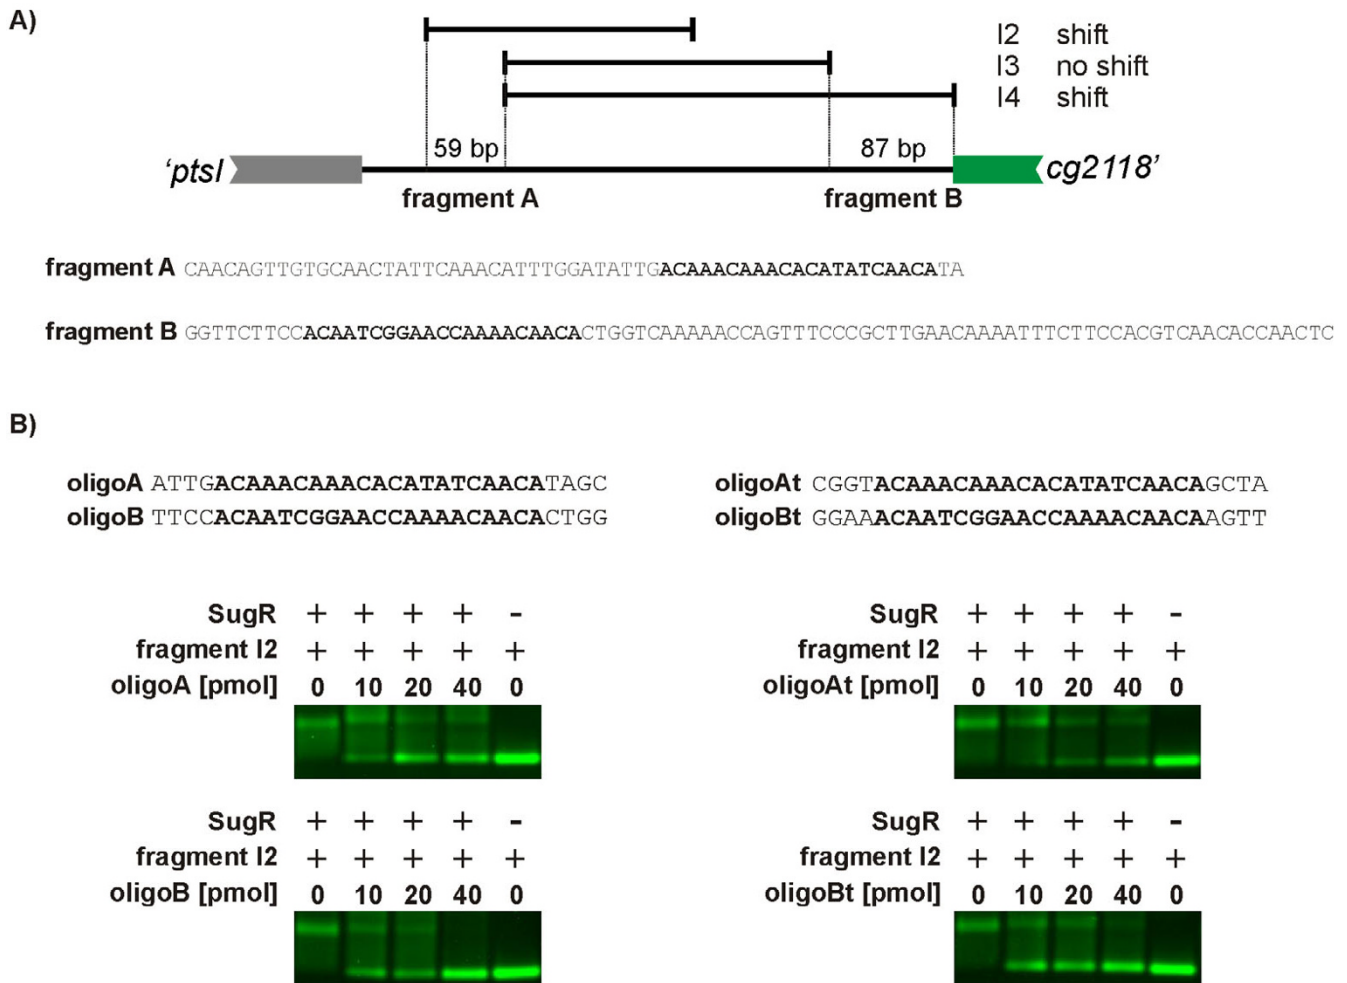 A)
I2 shift
I3 no shift
I4 shift
59 bp 87 bp
'ptsI cg2118'
fragment A fragment B
fragment A CAACAGTTGTGCAACTATTCAAACATTTGGATATTGACAAACAAACACATATCAACATA
fragment B GGTTCTTCCACAATCGGAACCAAAACAACACTGGTCAAAAACCAGTTTCCCGCTTGAACAAAATTTCTTCCACGTCAACACCAACTC
B)
oligoA ATTGACAAACAAACACATATCAACATAGC
oligoB TTCCACAATCGGAACCAAAACAACACTGG
oligoAt CGGTACAAACAAACACATATCAACAGCTA
oligoBt GGAAACAATCGGAACCAAAACAACAAGTT
SugR + + + + -
fragment I2 + + + + +
oligoA [pmol] 0 10 20 40 0
SugR + + + + -
fragment I2 + + + + +
oligoAt [pmol] 0 10 20 40 0
SugR + + + + -
fragment I2 + + + + +
oligoB [pmol] 0 10 20 40 0
SugR + + + + -
fragment I2 + + + + +
oligoBt [pmol] 0 10 20 40 0